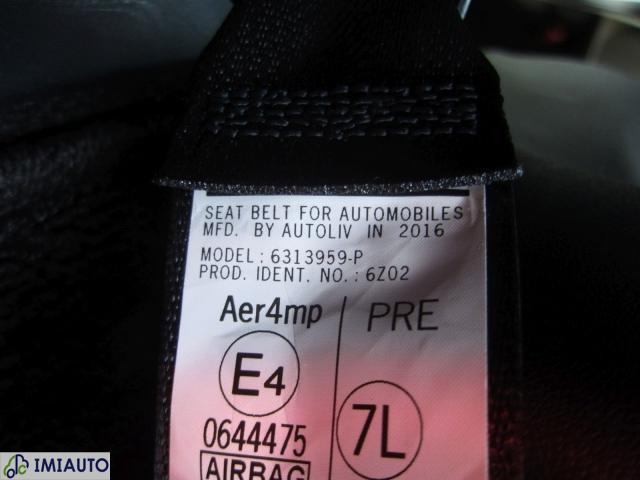 SEAT BELT FOR AUTOMOBILES
MFD. BY AUTOLIV IN 2016
MODEL : 6313959-P
PROD. IDENT. NO. : 6Z02
Aer4mp
PRE
E4
7L
0644475
AIRBAG
IMIAUTO